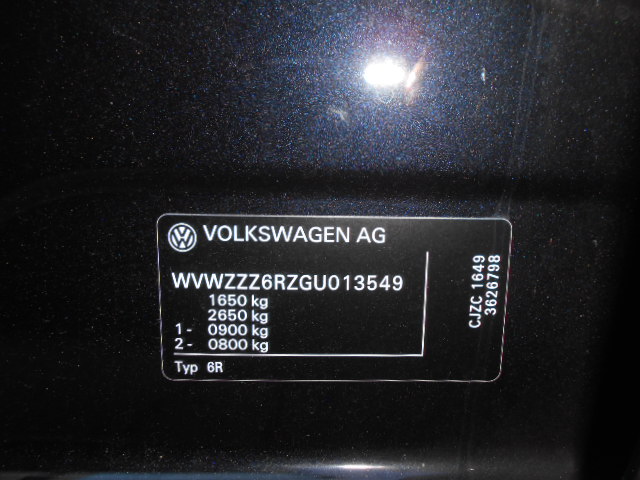 VOLKSWAGEN AG
WVWZZZ6RZGU013549
1650 kg
2650 kg
1- 0900 kg
2- 0800 kg
Typ 6R
CJZC 1649
3626798